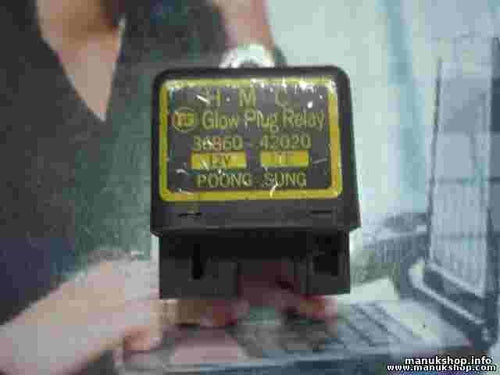 H M C
Glow Plug Relay
36860-42020
12V
POONG SUNG
manukshop.info
www.manukshop.com